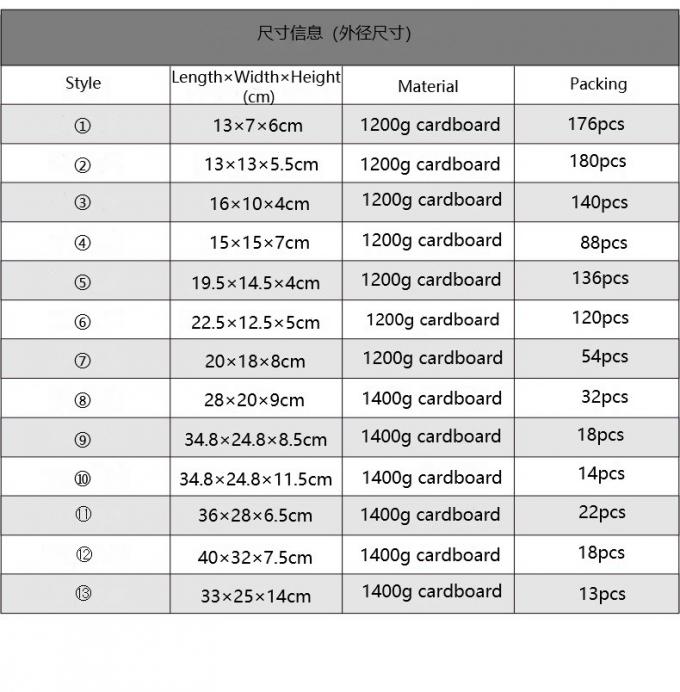 尺寸信息（外径尺寸）
Style Length×Width×Height (cm) Material Packing
① 13×7×6cm 1200g cardboard 176pcs
② 13×13×5.5cm 1200g cardboard 180pcs
③ 16×10×4cm 1200g cardboard 140pcs
④ 15×15×7cm 1200g cardboard 88pcs
⑤ 19.5×14.5×4cm 1200g cardboard 136pcs
⑥ 22.5×12.5×5cm 1200g cardboard 120pcs
⑦ 20×18×8cm 1200g cardboard 54pcs
⑧ 28×20×9cm 1400g cardboard 32pcs
⑨ 34.8×24.8×8.5cm 1400g cardboard 18pcs
⑩ 34.8×24.8×11.5cm 1400g cardboard 14pcs
⑪ 36×28×6.5cm 1400g cardboard 22pcs
⑫ 40×32×7.5cm 1400g cardboard 18pcs
⑬ 33×25×14cm 1400g cardboard 13pcs